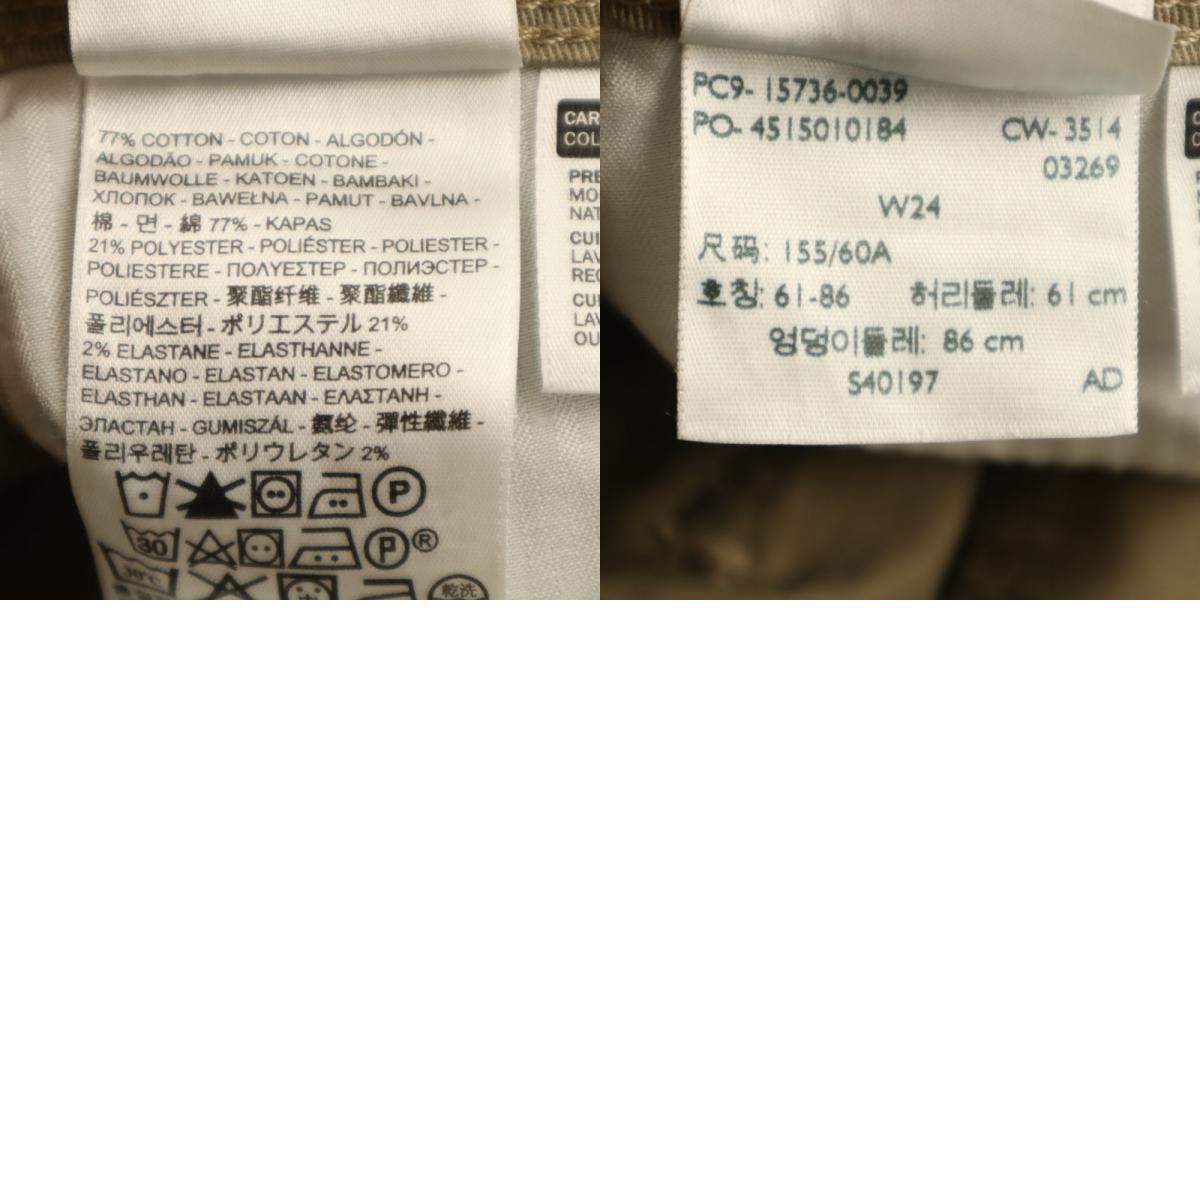 77% COTTON - COTON - ALGODÓN -
ALGODÃO - PAMUK - COTONE -
BAUMWOLLE - KATOEN - BAMBAKI -
ХЛОПОК - BAWEŁNA - PAMUT - BAVLNA -
棉 - 면 - 綿 77% - KAPAS
21% POLYESTER - POLIÉSTER - POLIESTER -
POLIESTERE - ΠΟΛΥΕΣΤΕΡ - ПОЛИЭСТЕР -
POLIÉSZTER - 聚酯纤维 - 聚酯纖維 -
폴리에스터 - ポリエステル 21%
2% ELASTANE - ELASTHANNE -
ELASTANO - ELASTAN - ELASTOMERO -
ELASTHAN - ELASTAAN - ΕΛΑΣΤΑΝΗ -
ЭЛАСТАН - GUMISZÁL - 氨纶 - 彈性纖維 -
폴리우레탄 - ポリウレタン 2%
P
30 P ®
30°C 乾洗
CAR
COL
PRE
MO
NAT
CUI
LAV
REC
CU
LAV
OU
PC9- 15736-0039
PO- 4515010184 CW- 3514
03269
W24
尺码: 155/60A
호칭: 61-86 허리둘레: 61 cm
엉덩이둘레: 86 cm
S40197 AD